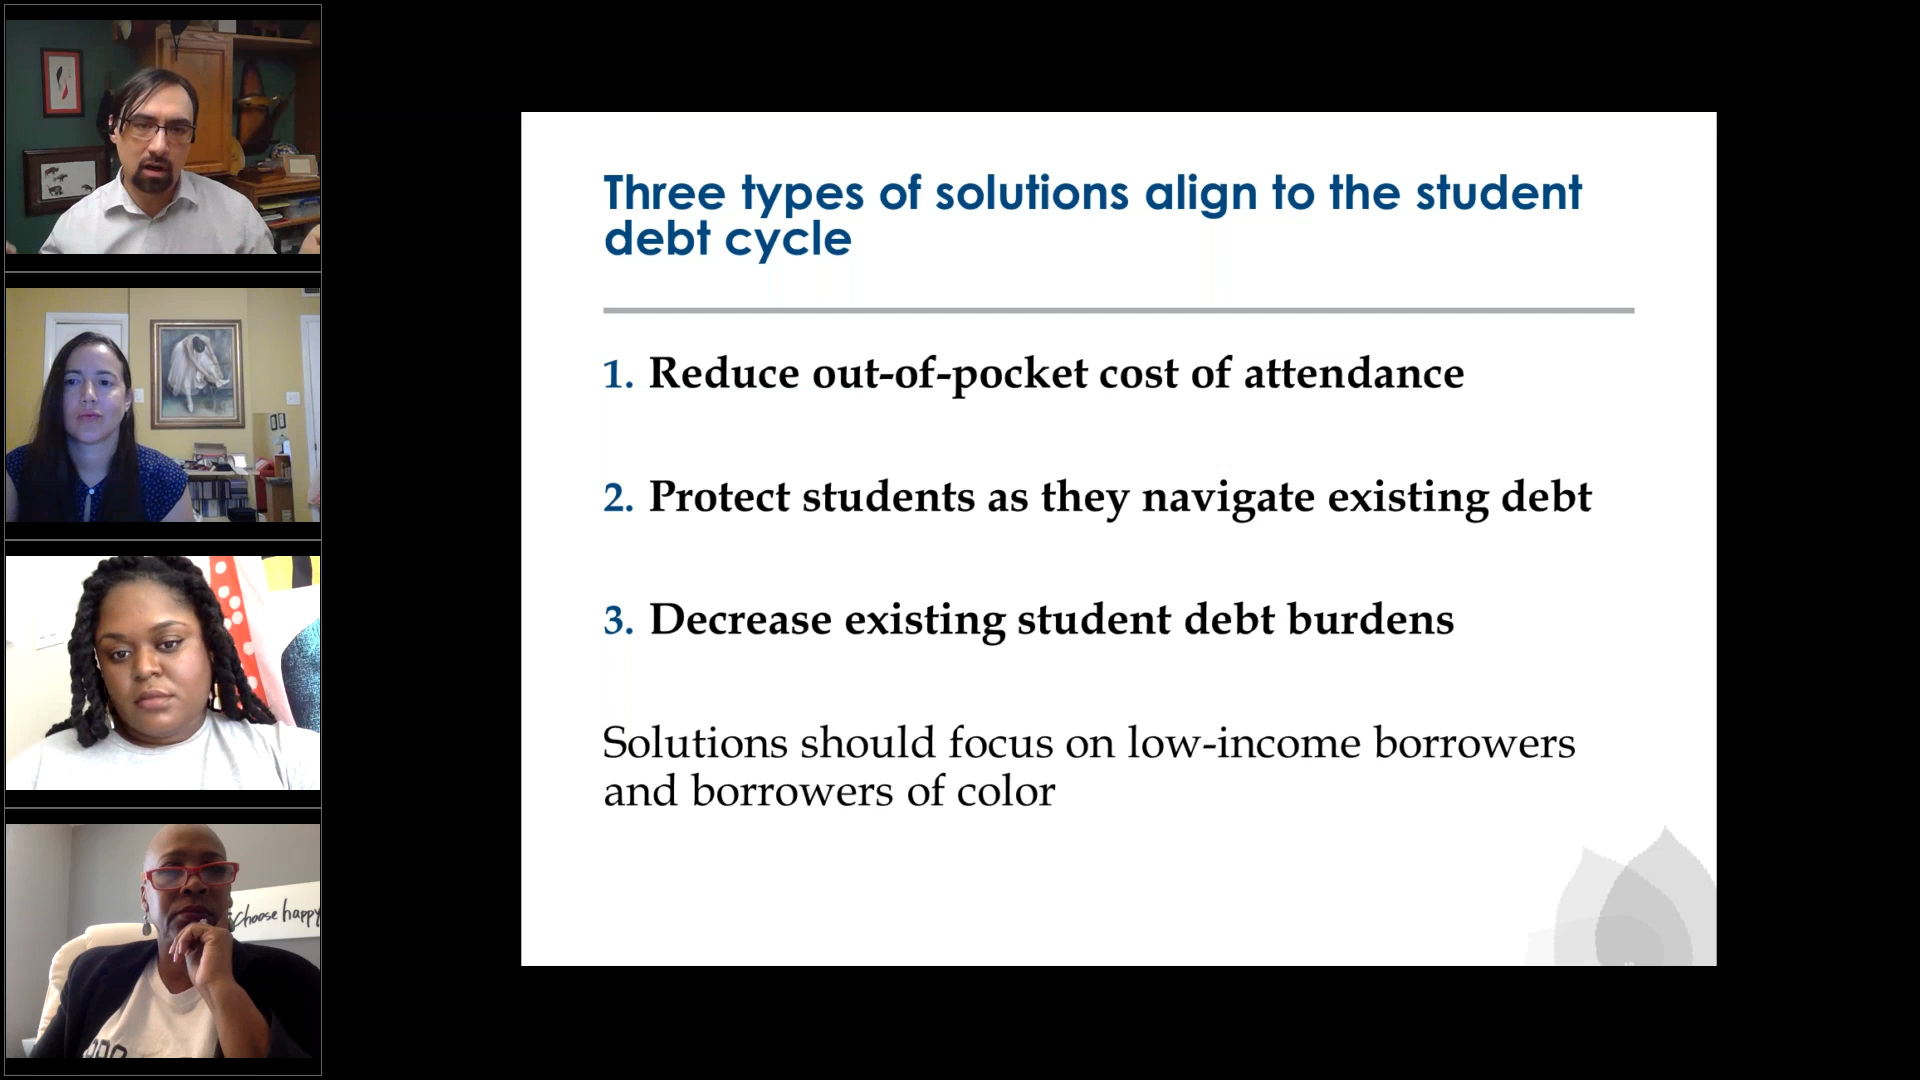 Three types of solutions align to the student
debt cycle
1. Reduce out-of-pocket cost of attendance
2. Protect students as they navigate existing debt
3. Decrease existing student debt burdens
Solutions should focus on low-income borrowers
and borrowers of color
choose happy